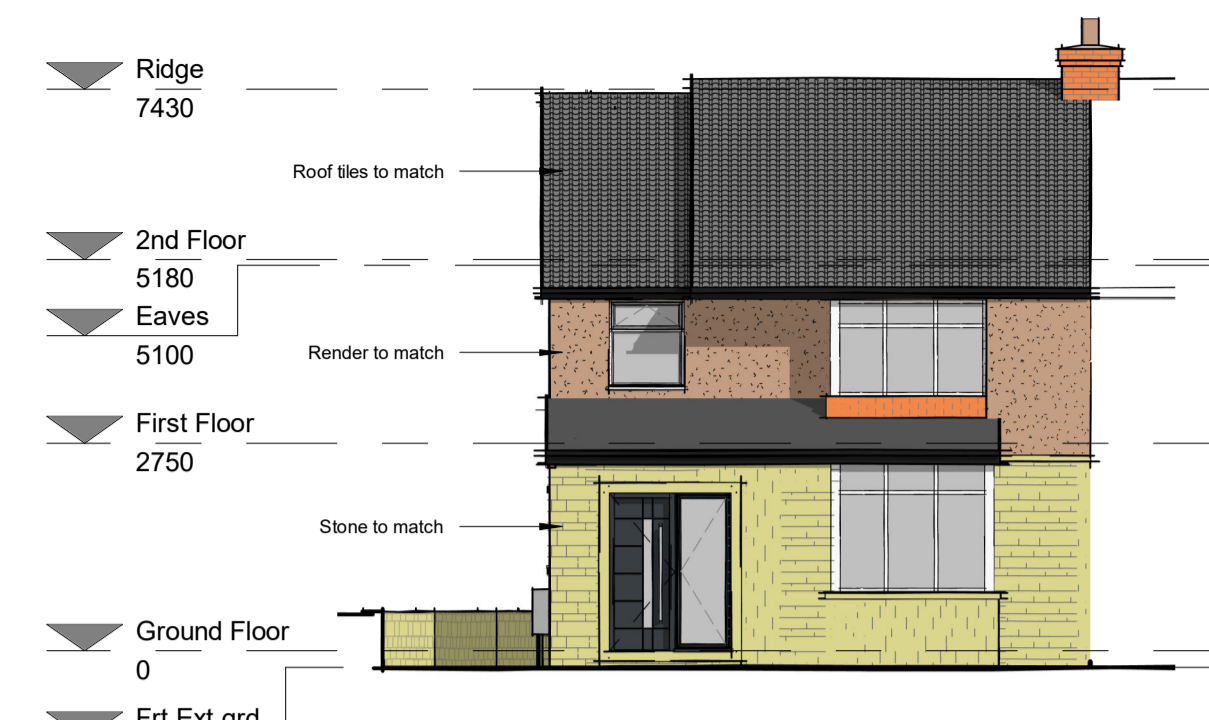 Ridge
7430
Roof tiles to match
2nd Floor
5180
Eaves
5100
Render to match
First Floor
2750
Stone to match
Ground Floor
0
Frt Ext grd